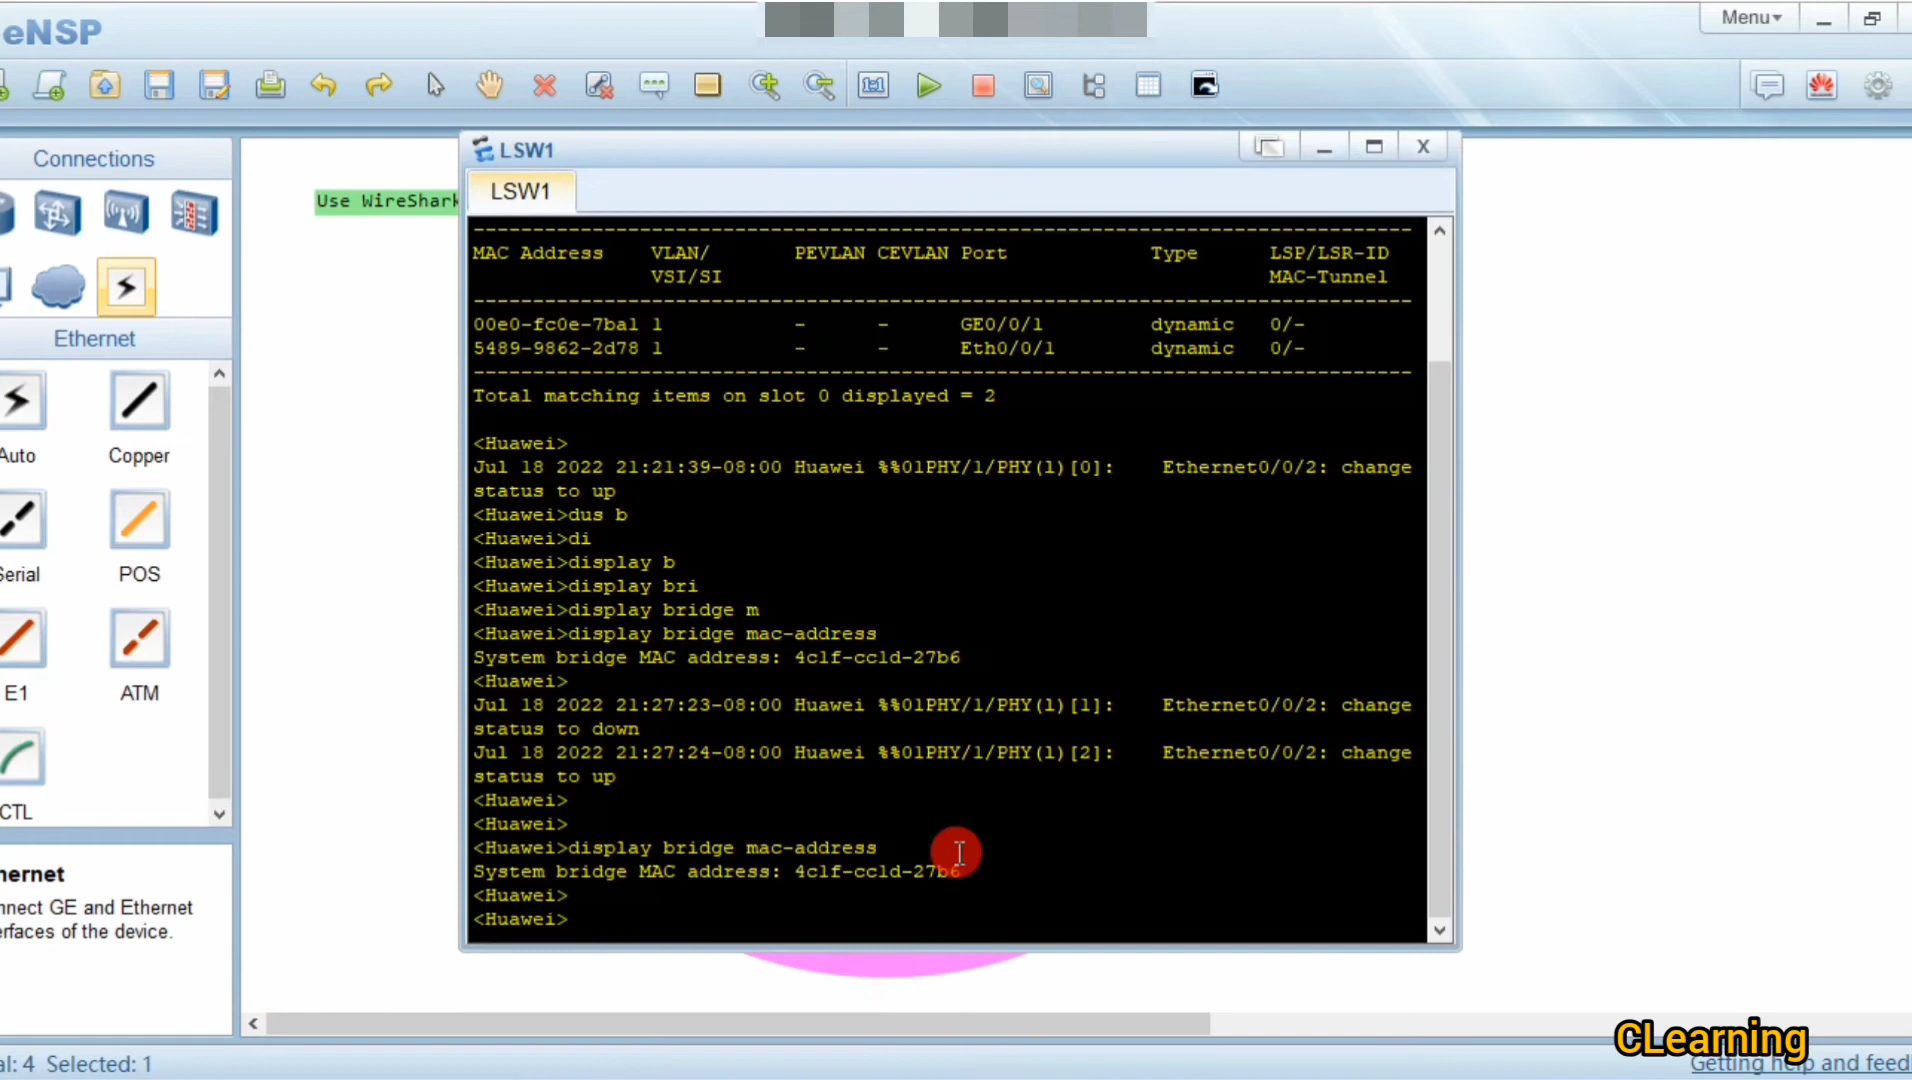 eNSP
Menu
Connections
Use WireShark
LSW1
LSW1
MAC Address VLAN/ PEVLAN CEVLAN Port Type LSP/LSR-ID
VSI/SI MAC-Tunnel
00e0-fc0e-7ba1 1 - - GE0/0/1 dynamic 0/-
5489-9862-2d78 1 - - Eth0/0/1 dynamic 0/-
Total matching items on slot 0 displayed = 2
<Huawei>
Jul 18 2022 21:21:39-08:00 Huawei %%01PHY/1/PHY(l)[0]: Ethernet0/0/2: change
status to up
<Huawei>dus b
<Huawei>di
<Huawei>display b
<Huawei>display bri
<Huawei>display bridge m
<Huawei>display bridge mac-address
System bridge MAC address: 4c1f-cc1d-27b6
<Huawei>
Jul 18 2022 21:27:23-08:00 Huawei %%01PHY/1/PHY(l)[1]: Ethernet0/0/2: change
status to down
Jul 18 2022 21:27:24-08:00 Huawei %%01PHY/1/PHY(l)[2]: Ethernet0/0/2: change
status to up
<Huawei>
<Huawei>
<Huawei>display bridge mac-address
System bridge MAC address: 4c1f-cc1d-27b6
<Huawei>
<Huawei>
Ethernet
Auto Copper
Serial POS
E1 ATM
CTL
hernet
nnect GE and Ethernet
erfaces of the device.
al: 4 Selected: 1
CLearning
Getting help and feed